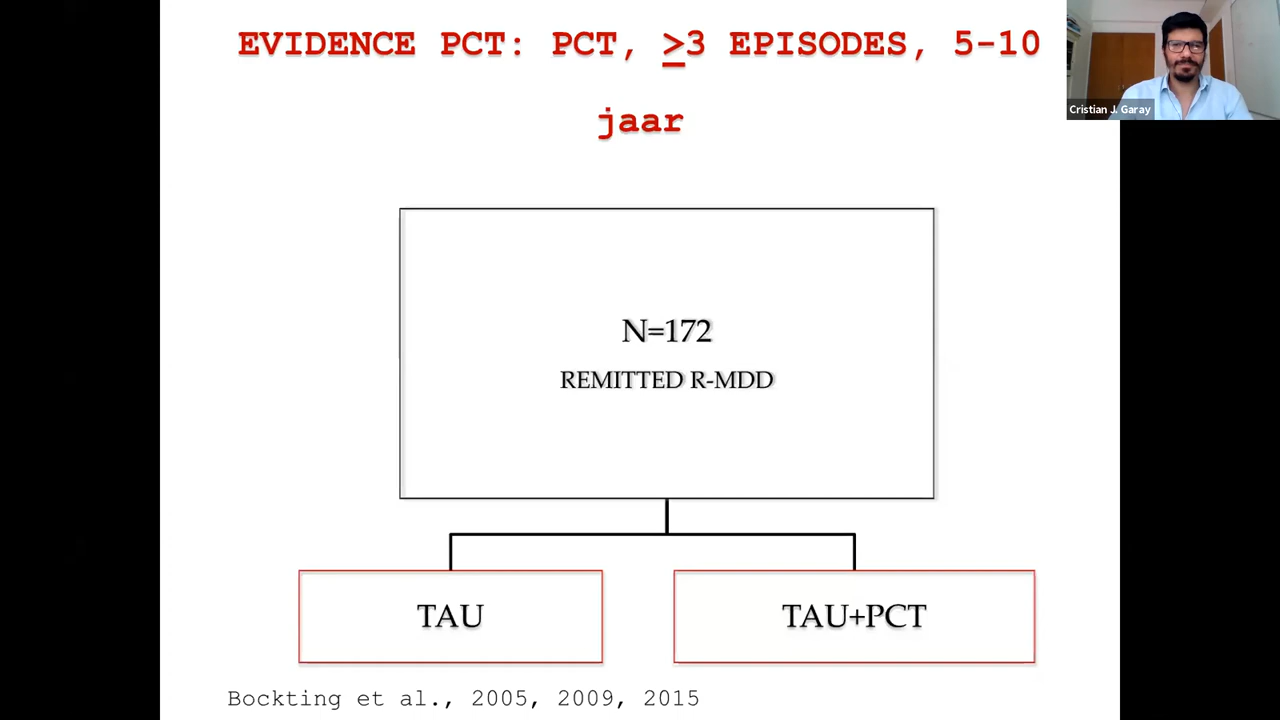 EVIDENCE PCT: PCT, >3 EPISODES, 5-10
jaar
Cristian J. Garay
N=172
REMITTED R-MDD
TAU
TAU+PCT
Bockting et al., 2005, 2009, 2015